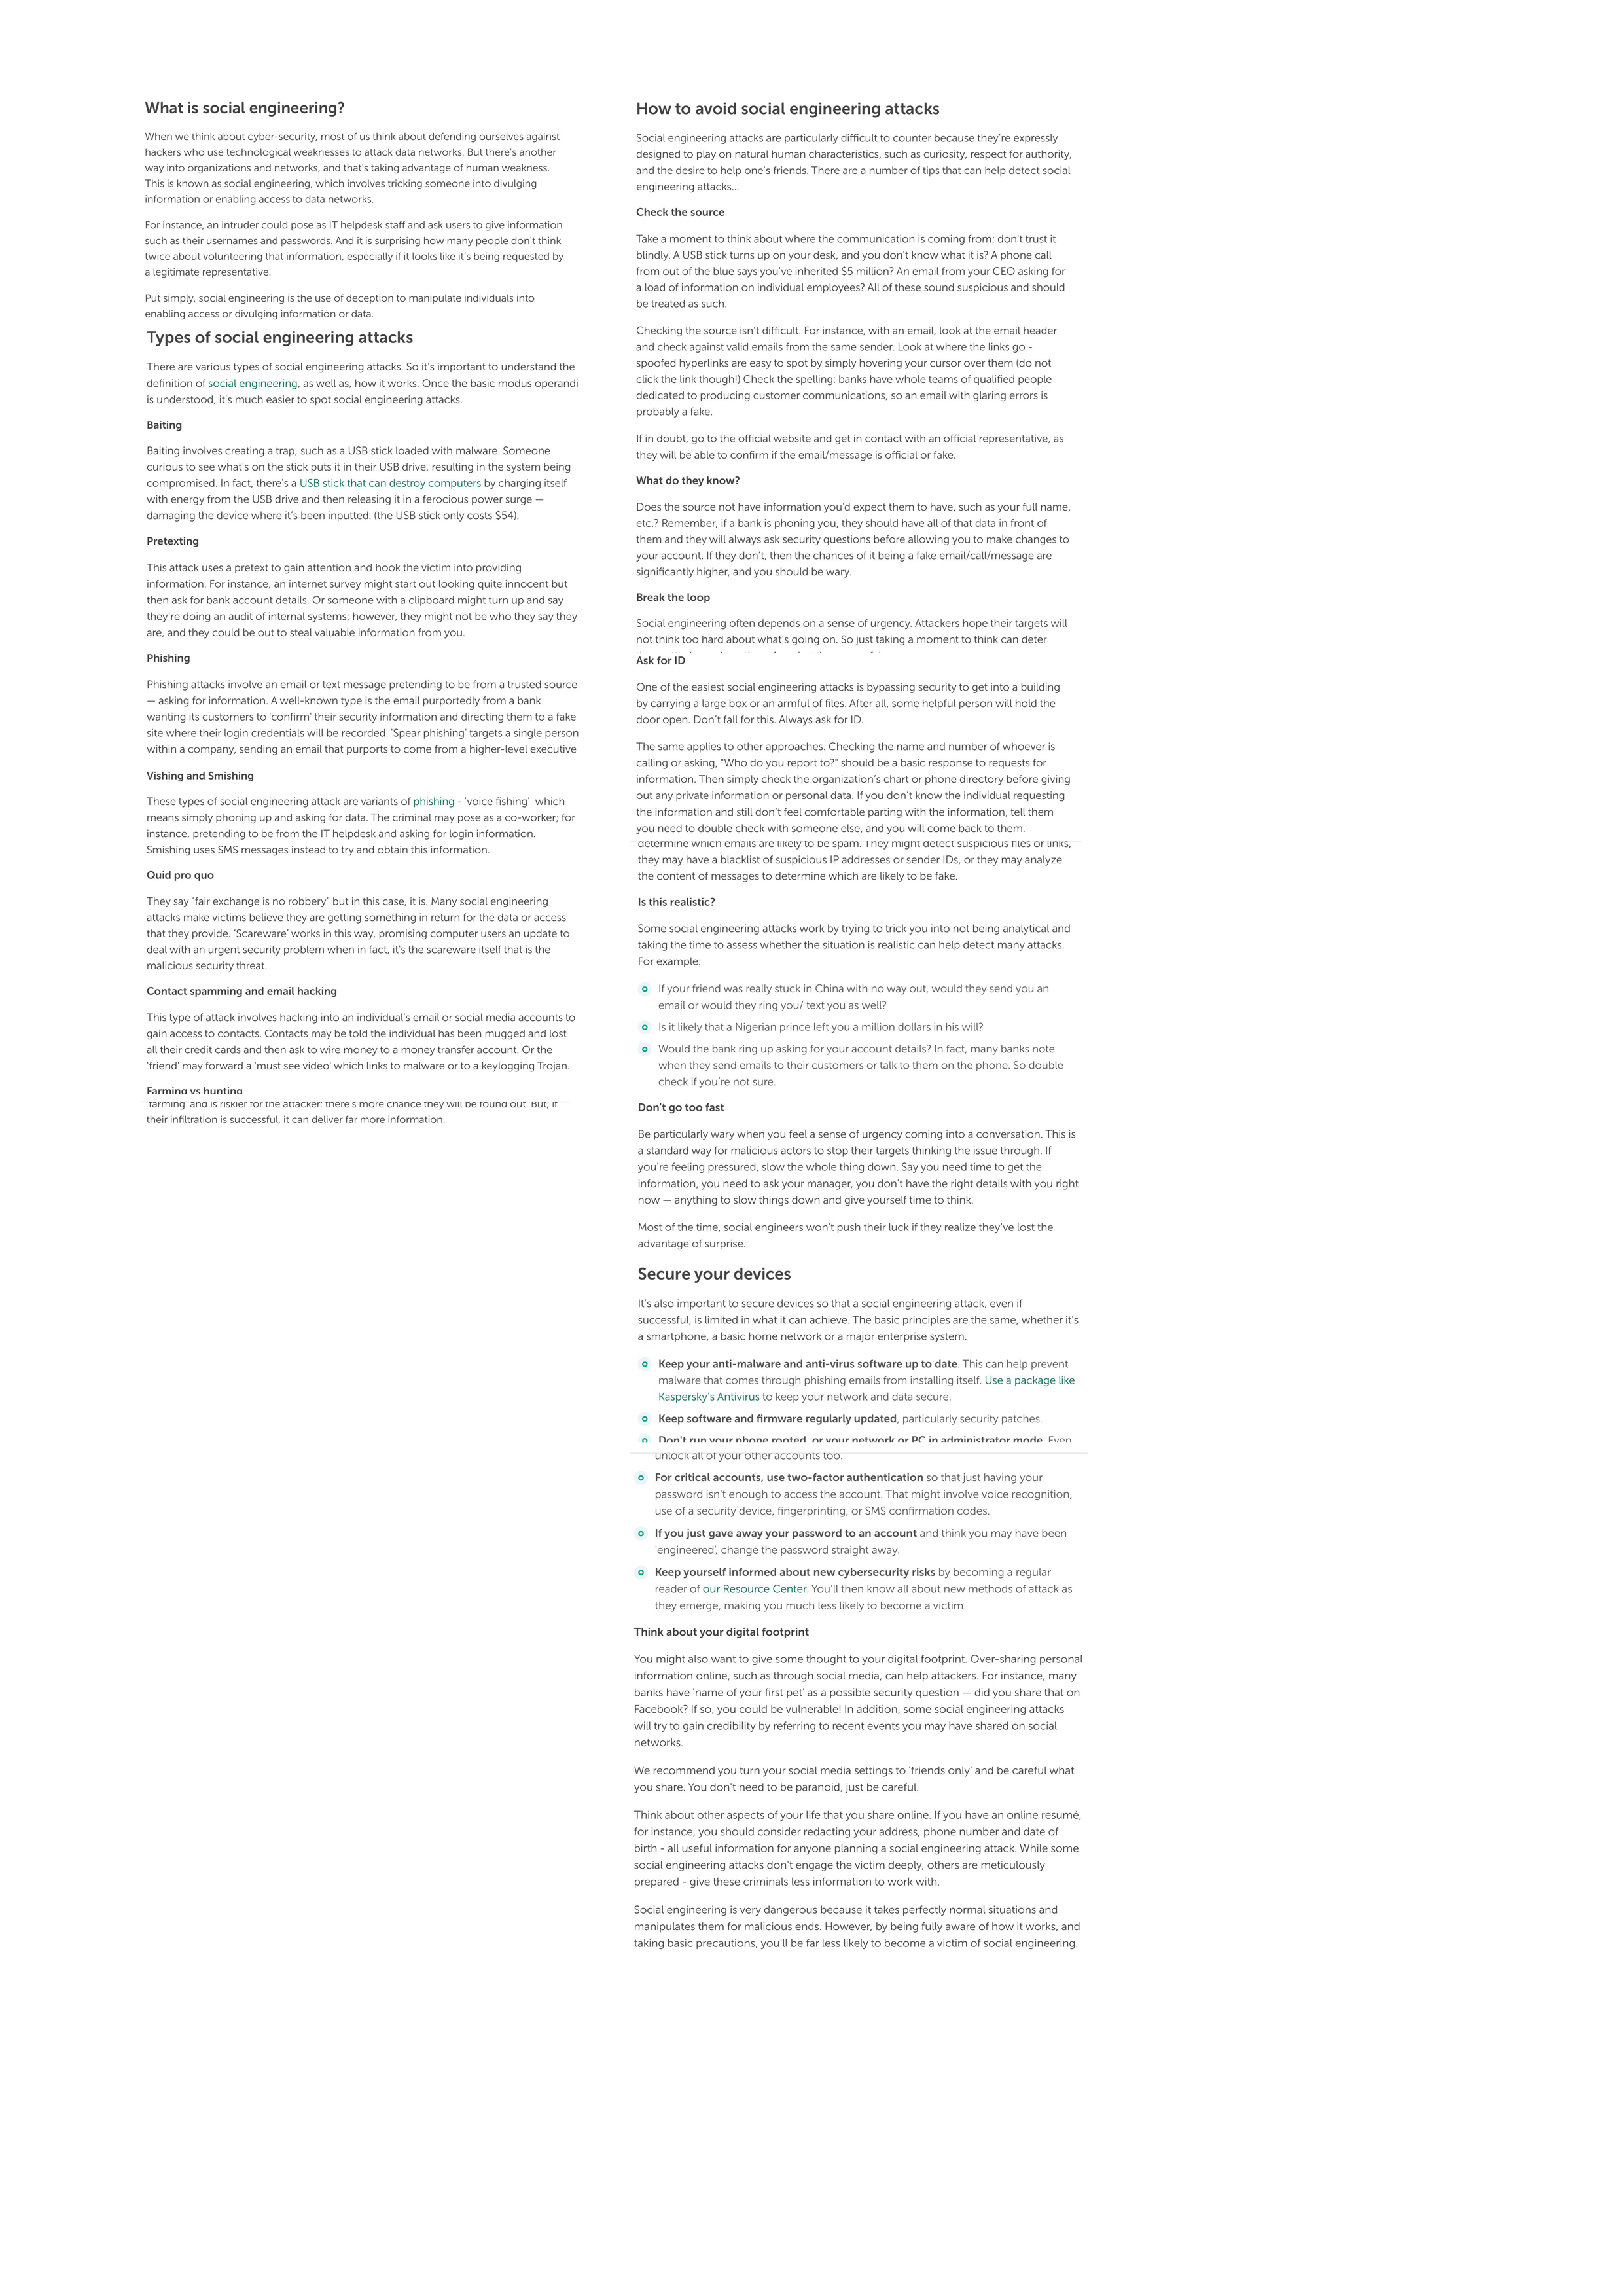 What is social engineering?
When we think about cyber-security, most of us think about defending ourselves against
hackers who use technological weaknesses to attack data networks. But there's another
way into organizations and networks, and that's taking advantage of human weakness.
This is known as social engineering, which involves tricking someone into divulging
information or enabling access to data networks.
For instance, an intruder could pose as IT helpdesk staff and ask users to give information
such as their usernames and passwords. And it is surprising how many people don't think
twice about volunteering that information, especially if it looks like it's being requested by
a legitimate representative.
Put simply, social engineering is the use of deception to manipulate individuals into
enabling access or divulging information or data.
Types of social engineering attacks
There are various types of social engineering attacks. So it's important to understand the
definition of social engineering, as well as, how it works. Once the basic modus operandi
is understood, it's much easier to spot social engineering attacks.
Baiting
Baiting involves creating a trap, such as a USB stick loaded with malware. Someone
curious to see what's on the stick puts it in their USB drive, resulting in the system being
compromised. In fact, there's a USB stick that can destroy computers by charging itself
with energy from the USB drive and then releasing it in a ferocious power surge —
damaging the device where it's been inputted. (the USB stick only costs $54).
Pretexting
This attack uses a pretext to gain attention and hook the victim into providing
information. For instance, an internet survey might start out looking quite innocent but
then ask for bank account details. Or someone with a clipboard might turn up and say
they're doing an audit of internal systems; however, they might not be who they say they
are, and they could be out to steal valuable information from you.
Phishing
Phishing attacks involve an email or text message pretending to be from a trusted source
— asking for information. A well-known type is the email purportedly from a bank
wanting its customers to 'confirm' their security information and directing them to a fake
site where their login credentials will be recorded. 'Spear phishing' targets a single person
within a company, sending an email that purports to come from a higher-level executive
Vishing and Smishing
These types of social engineering attack are variants of phishing - 'voice fishing' which
means simply phoning up and asking for data. The criminal may pose as a co-worker; for
instance, pretending to be from the IT helpdesk and asking for login information.
Smishing uses SMS messages instead to try and obtain this information.
Quid pro quo
They say "fair exchange is no robbery" but in this case, it is. Many social engineering
attacks make victims believe they are getting something in return for the data or access
that they provide. 'Scareware' works in this way, promising computer users an update to
deal with an urgent security problem when in fact, it's the scareware itself that is the
malicious security threat.
Contact spamming and email hacking
This type of attack involves hacking into an individual's email or social media accounts to
gain access to contacts. Contacts may be told the individual has been mugged and lost
all their credit cards and then ask to wire money to a money transfer account. Or the
'friend' may forward a 'must see video' which links to malware or to a keylogging Trojan.
Farming vs hunting
'farming' and is riskier for the attacker: there's more chance they will be found out. But, if
their infiltration is successful, it can deliver far more information.
How to avoid social engineering attacks
Social engineering attacks are particularly difficult to counter because they're expressly
designed to play on natural human characteristics, such as curiosity, respect for authority,
and the desire to help one's friends. There are a number of tips that can help detect social
engineering attacks...
Check the source
Take a moment to think about where the communication is coming from; don't trust it
blindly. A USB stick turns up on your desk, and you don't know what it is? A phone call
from out of the blue says you've inherited $5 million? An email from your CEO asking for
a load of information on individual employees? All of these sound suspicious and should
be treated as such.
Checking the source isn't difficult. For instance, with an email, look at the email header
and check against valid emails from the same sender. Look at where the links go -
spoofed hyperlinks are easy to spot by simply hovering your cursor over them (do not
click the link though!) Check the spelling: banks have whole teams of qualified people
dedicated to producing customer communications, so an email with glaring errors is
probably a fake.
If in doubt, go to the official website and get in contact with an official representative, as
they will be able to confirm if the email/message is official or fake.
What do they know?
Does the source not have information you'd expect them to have, such as your full name,
etc.? Remember, if a bank is phoning you, they should have all of that data in front of
them and they will always ask security questions before allowing you to make changes to
your account. If they don't, then the chances of it being a fake email/call/message are
significantly higher, and you should be wary.
Break the loop
Social engineering often depends on a sense of urgency. Attackers hope their targets will
not think too hard about what's going on. So just taking a moment to think can deter
Ask for ID
One of the easiest social engineering attacks is bypassing security to get into a building
by carrying a large box or an armful of files. After all, some helpful person will hold the
door open. Don't fall for this. Always ask for ID.
The same applies to other approaches. Checking the name and number of whoever is
calling or asking, "Who do you report to?" should be a basic response to requests for
information. Then simply check the organization's chart or phone directory before giving
out any private information or personal data. If you don't know the individual requesting
the information and still don't feel comfortable parting with the information, tell them
you need to double check with someone else, and you will come back to them.
determine which emails are likely to be spam. They might detect suspicious files or links,
they may have a blacklist of suspicious IP addresses or sender IDs, or they may analyze
the content of messages to determine which are likely to be fake.
Is this realistic?
Some social engineering attacks work by trying to trick you into not being analytical and
taking the time to assess whether the situation is realistic can help detect many attacks.
For example:
If your friend was really stuck in China with no way out, would they send you an
email or would they ring you/ text you as well?
Is it likely that a Nigerian prince left you a million dollars in his will?
Would the bank ring up asking for your account details? In fact, many banks note
when they send emails to their customers or talk to them on the phone. So double
check if you're not sure.
Don't go too fast
Be particularly wary when you feel a sense of urgency coming into a conversation. This is
a standard way for malicious actors to stop their targets thinking the issue through. If
you're feeling pressured, slow the whole thing down. Say you need time to get the
information, you need to ask your manager, you don't have the right details with you right
now — anything to slow things down and give yourself time to think.
Most of the time, social engineers won't push their luck if they realize they've lost the
advantage of surprise.
Secure your devices
It's also important to secure devices so that a social engineering attack, even if
successful, is limited in what it can achieve. The basic principles are the same, whether it's
a smartphone, a basic home network or a major enterprise system.
Keep your anti-malware and anti-virus software up to date. This can help prevent
malware that comes through phishing emails from installing itself. Use a package like
Kaspersky's Antivirus to keep your network and data secure.
Keep software and firmware regularly updated, particularly security patches.
Don't run your phone rooted, or your network or PC in administrator mode. Even
unlock all of your other accounts too.
For critical accounts, use two-factor authentication so that just having your
password isn't enough to access the account. That might involve voice recognition,
use of a security device, fingerprinting, or SMS confirmation codes.
If you just gave away your password to an account and think you may have been
'engineered', change the password straight away.
Keep yourself informed about new cybersecurity risks by becoming a regular
reader of our Resource Center. You'll then know all about new methods of attack as
they emerge, making you much less likely to become a victim.
Think about your digital footprint
You might also want to give some thought to your digital footprint. Over-sharing personal
information online, such as through social media, can help attackers. For instance, many
banks have 'name of your first pet' as a possible security question — did you share that on
Facebook? If so, you could be vulnerable! In addition, some social engineering attacks
will try to gain credibility by referring to recent events you may have shared on social
networks.
We recommend you turn your social media settings to 'friends only' and be careful what
you share. You don't need to be paranoid, just be careful.
Think about other aspects of your life that you share online. If you have an online resumé,
for instance, you should consider redacting your address, phone number and date of
birth - all useful information for anyone planning a social engineering attack. While some
social engineering attacks don't engage the victim deeply, others are meticulously
prepared - give these criminals less information to work with.
Social engineering is very dangerous because it takes perfectly normal situations and
manipulates them for malicious ends. However, by being fully aware of how it works, and
taking basic precautions, you'll be far less likely to become a victim of social engineering.